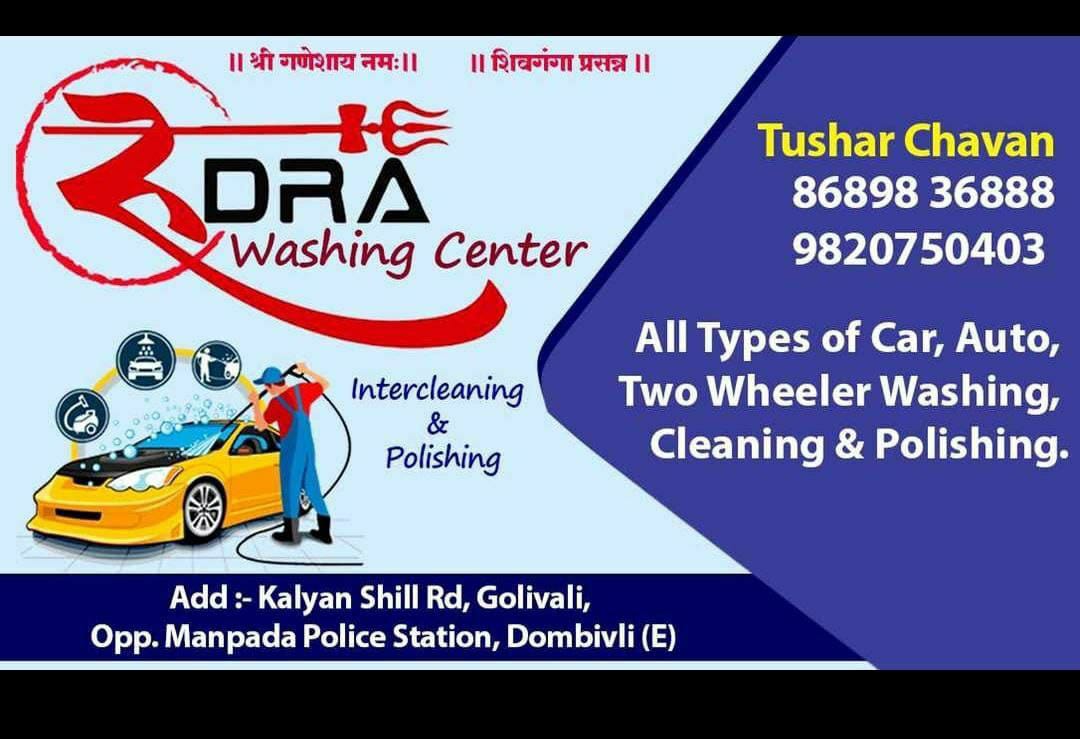 || श्री गणेशाय नमः|| || शिवगंगा प्रसन्न ||
रुDRA
Washing Center
Intercleaning
&
Polishing
Tushar Chavan
86898 36888
9820750403
All Types of Car, Auto,
Two Wheeler Washing,
Cleaning & Polishing.
Add :- Kalyan Shill Rd, Golivali,
Opp. Manpada Police Station, Dombivli (E)